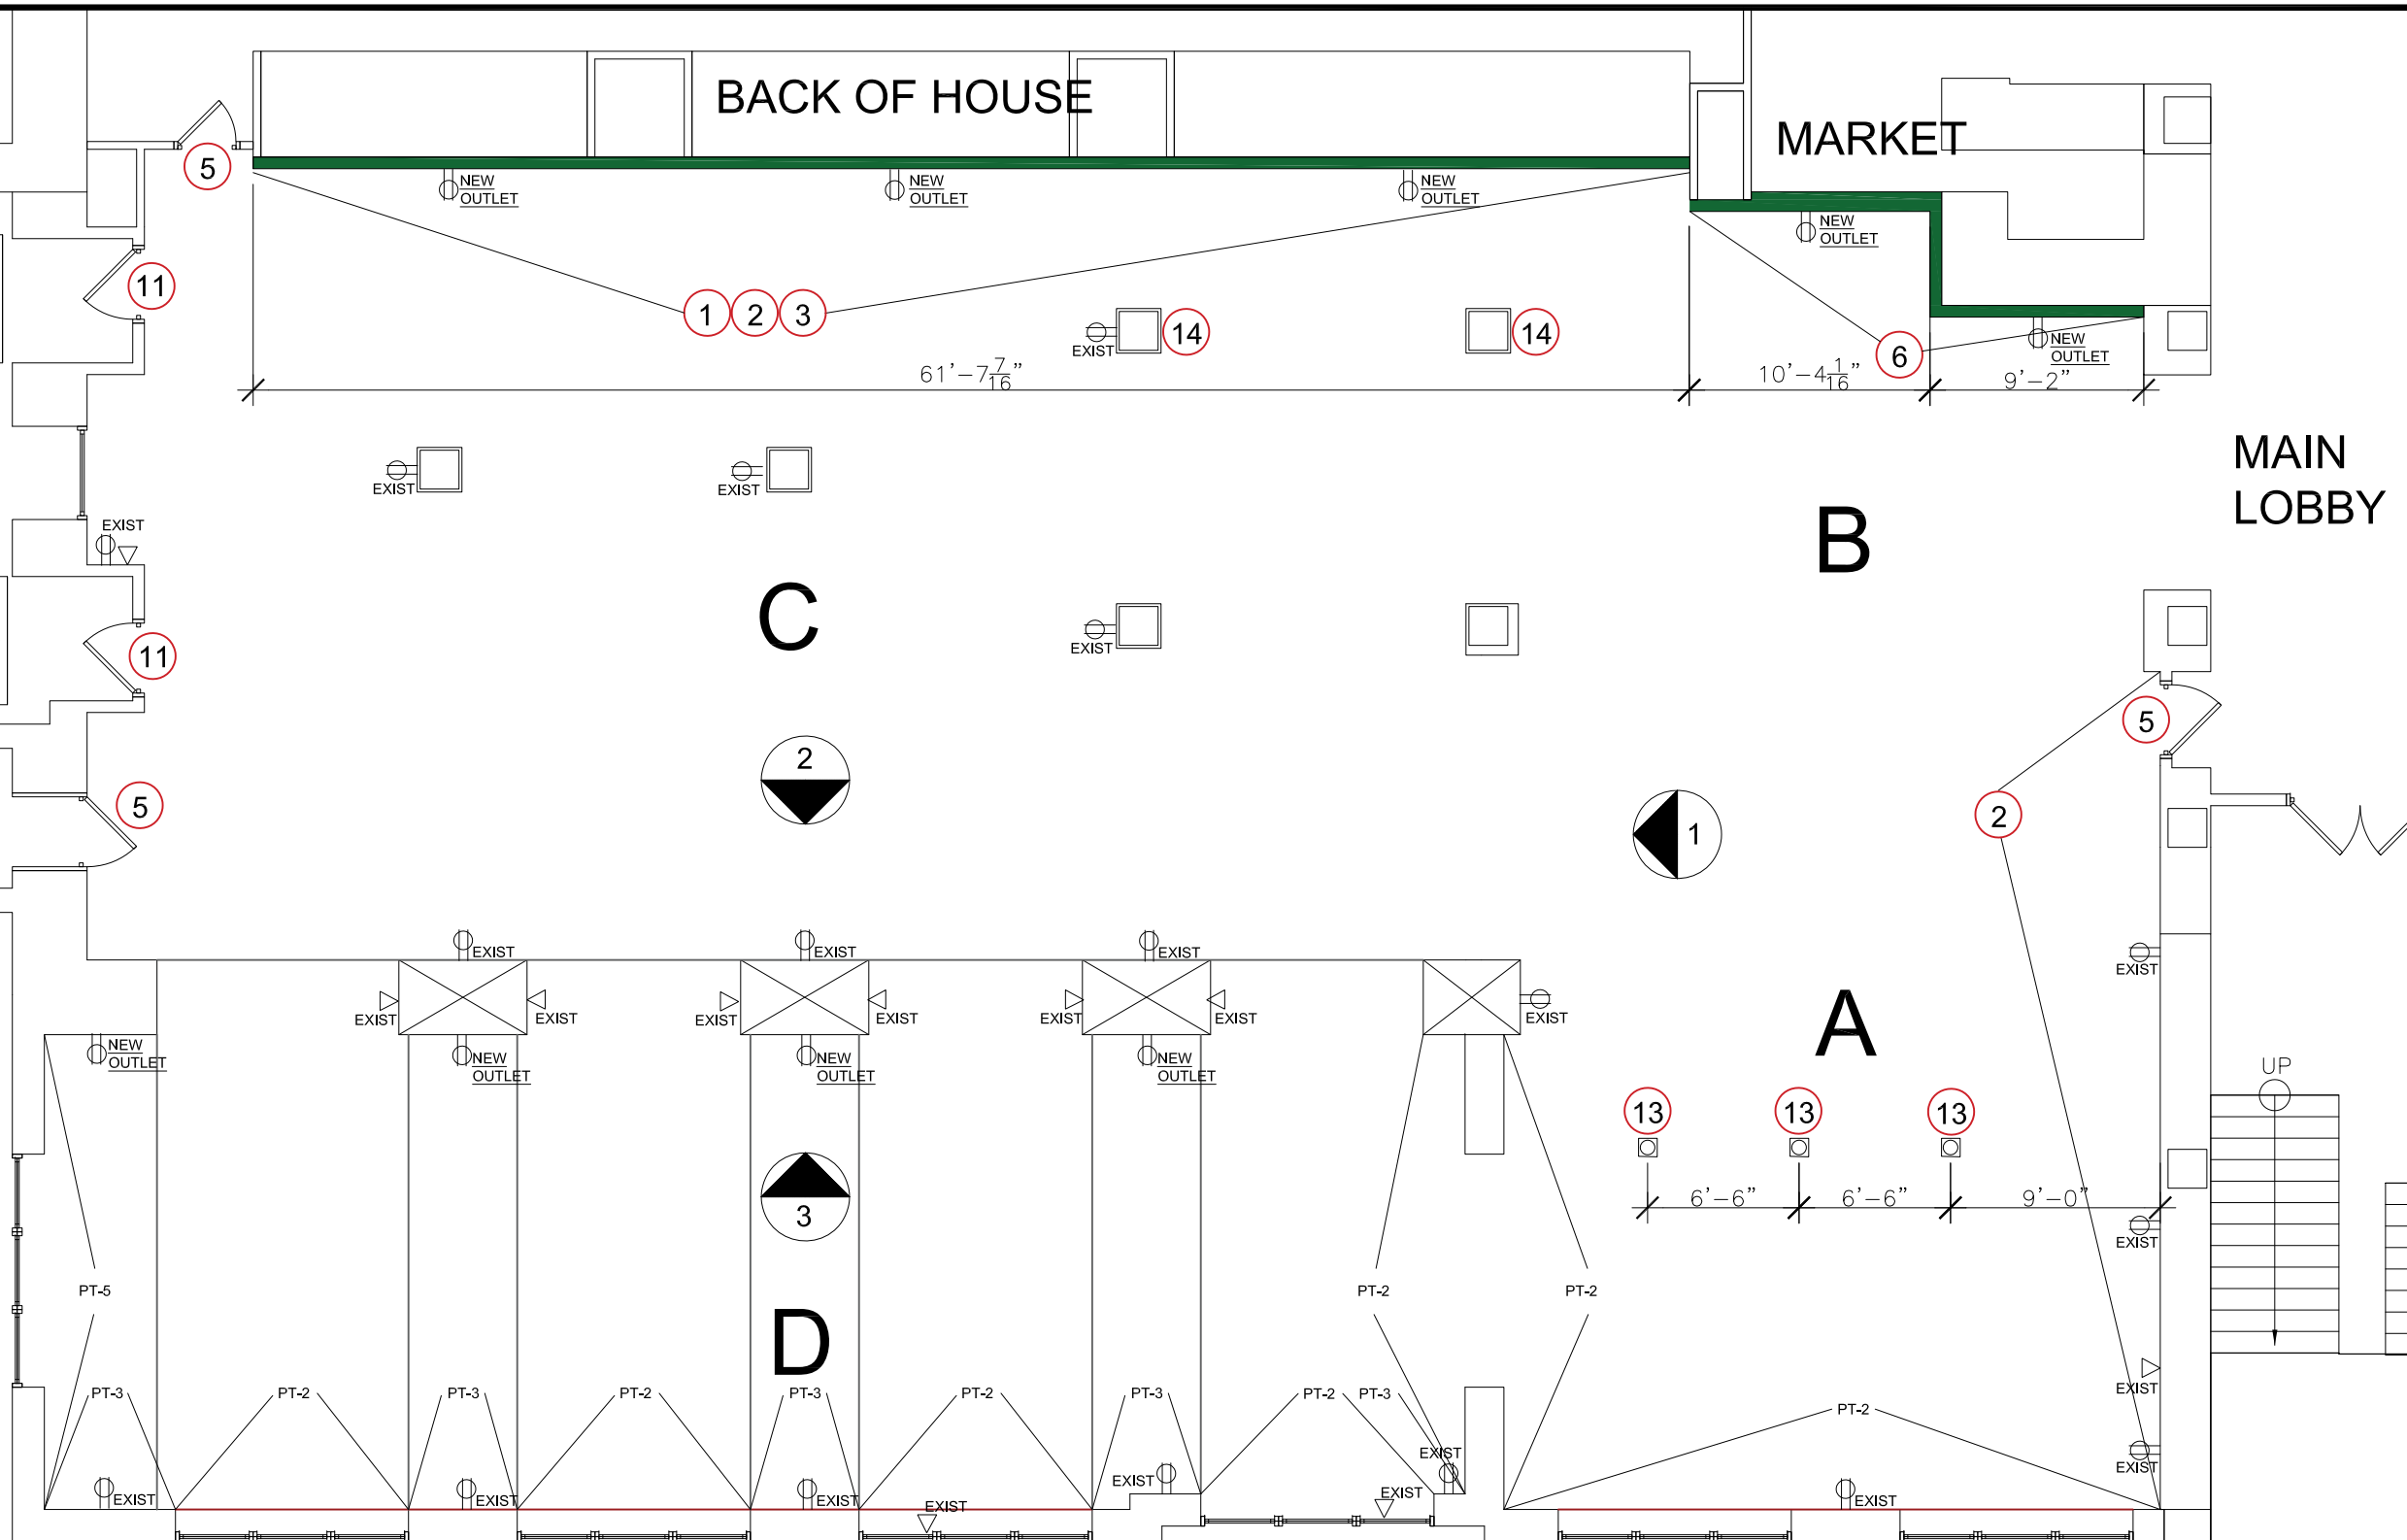 BACK OF HOUSE
MARKET
5
NEW
OUTLET
NEW
OUTLET
NEW
OUTLET
NEW
OUTLET
11
1 2 3
EXIST
14
14
6
NEW
OUTLET
61'-7 7/16"
10'-4 1/16"
9'-2"
MAIN
LOBBY
EXIST
EXIST
EXIST
B
C
11
EXIST
5
2
5
2
1
EXIST
EXIST
EXIST
EXIST
EXIST
EXIST
EXIST
EXIST
EXIST
EXIST
EXIST
A
NEW
OUTLET
NEW
OUTLET
NEW
OUTLET
NEW
OUTLET
UP
13
13
13
3
6'-6"
6'-6"
9'-0"
EXIST
PT-5
PT-2
PT-2
D
PT-3
PT-2
PT-3
PT-2
PT-3
PT-2
PT-3
PT-2
PT-3
PT-2
EXIST
EXIST
EXIST
EXIST
EXIST
EXIST
EXIST
EXIST
EXIST
EXIST